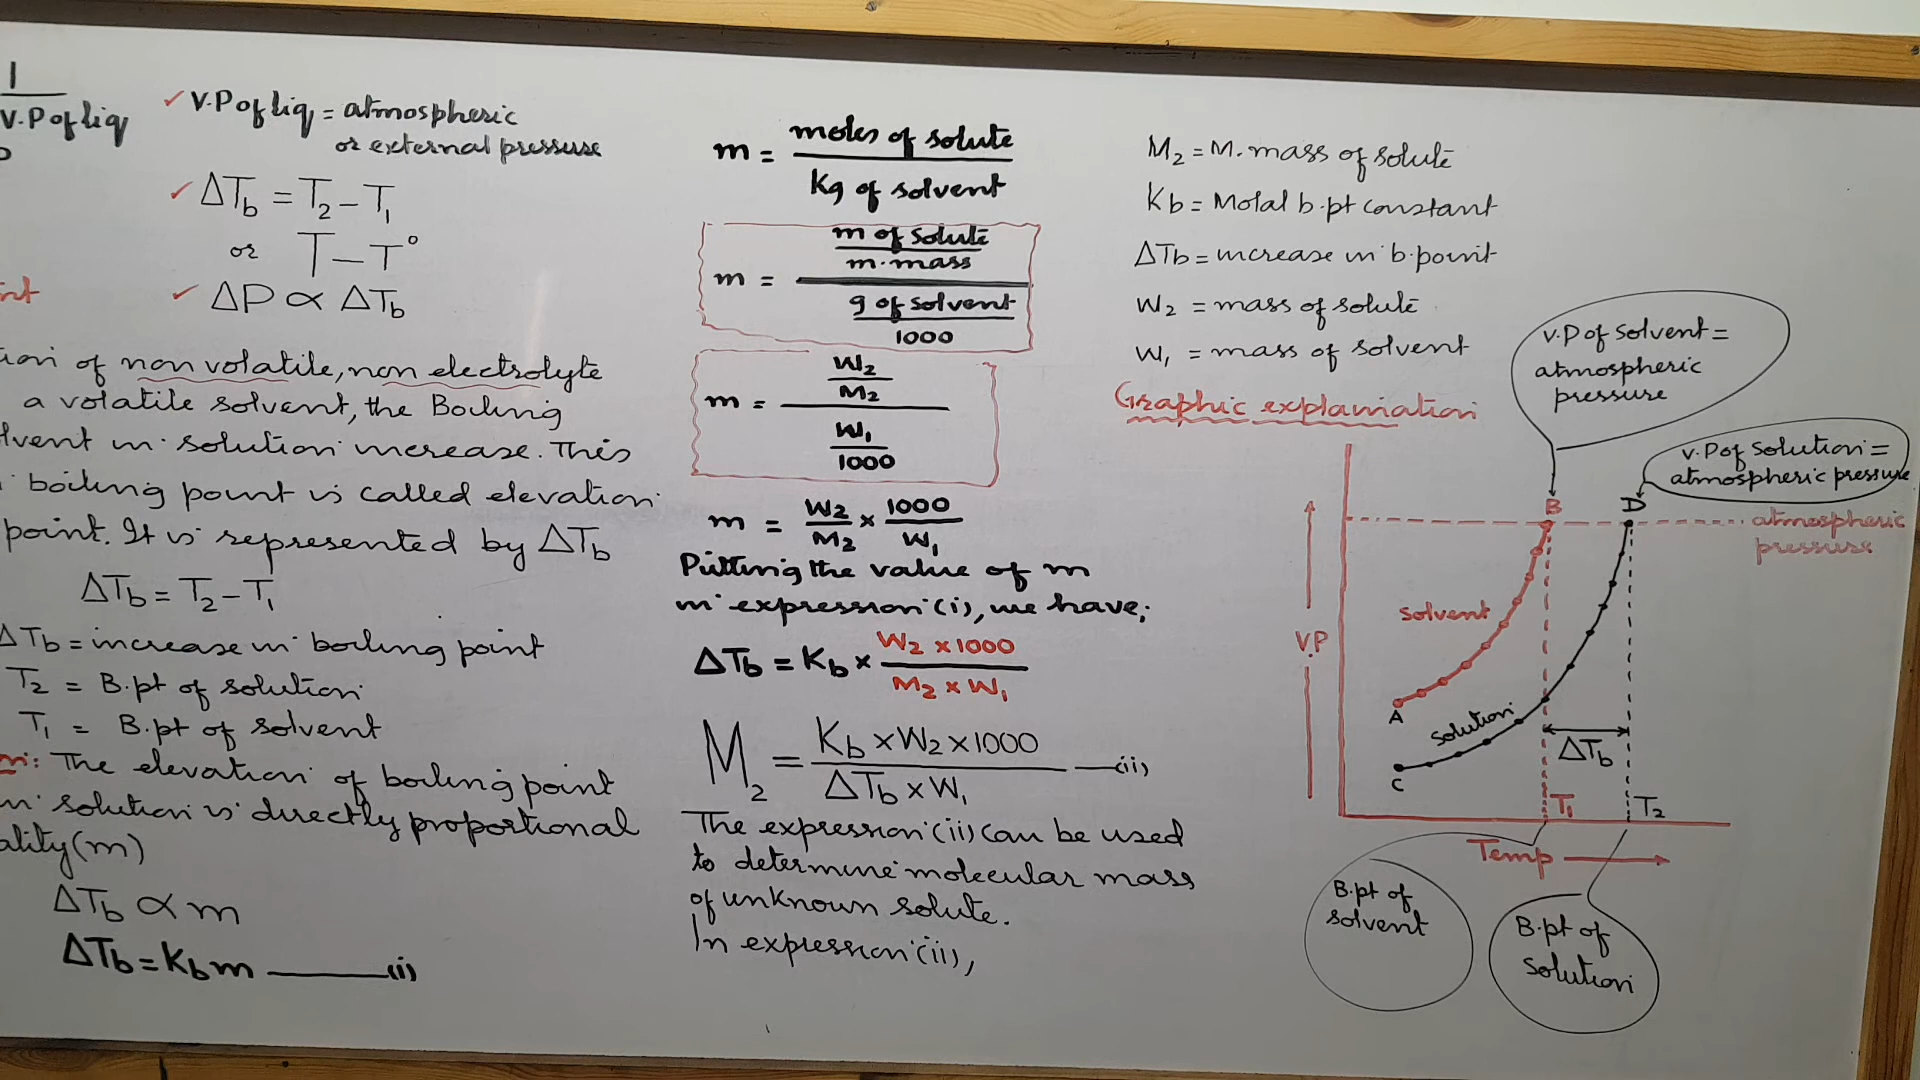 1
V.P of liq
✓ V.P of liq = atmospheric
or external pressure
✓ ΔTb = T2 - T1
or T - T°
✓ ΔP ∝ ΔTb
of non volatile, non electrolyte
a volatile solvent, the Boiling
in solution increase. This
boiling point is called elevation
point. It is represented by ΔTb
ΔTb = T2 - T1
ΔTb = increase in boiling point
T2 = B.pt of solution
T1 = B.pt of solvent
The elevation of boiling point
solution is directly proportional
(m)
ΔTb ∝ m
ΔTb = Kb m ——— (i)
m = moles of solute / Kg of solvent
m = (m of solute / m.mass) / (g of solvent / 1000)
m = (W2 / M2) / (W1 / 1000)
m = W2 / M2 × 1000 / W1
Putting the value of m
in expression (i), we have;
ΔTb = Kb × W2 × 1000 / M2 × W1
M2 = Kb × W2 × 1000 / ΔTb × W1 — (ii)
The expression (ii) can be used
to determine molecular mass
of unknown solute.
In expression (ii),
M2 = M. mass of solute
Kb = Molal b.pt constant
ΔTb = increase in b.point
W2 = mass of solute
W1 = mass of solvent
Graphic explaination
V.P of solvent =
atmospheric
pressure
V.P of solution =
atmospheric pressure
B
D
atmospheric
pressure
solvent
V.P
A
solution
ΔTb
C
T1
T2
Temp
B.pt of
solvent
B.pt of
solution